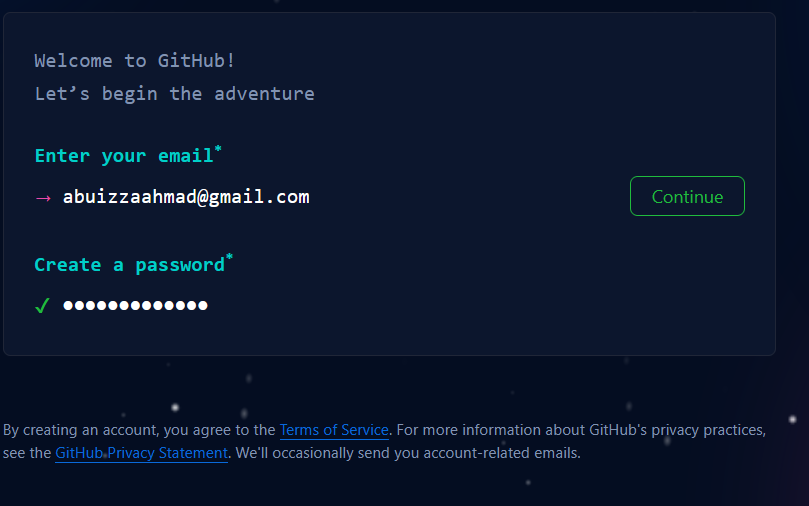 Welcome to GitHub!
Let’s begin the adventure
Enter your email*
→ abuizzaahmad@gmail.com
Continue
Create a password*
✓ •••••••••••••
By creating an account, you agree to the Terms of Service. For more information about GitHub's privacy practices,
see the GitHub Privacy Statement. We'll occasionally send you account-related emails.